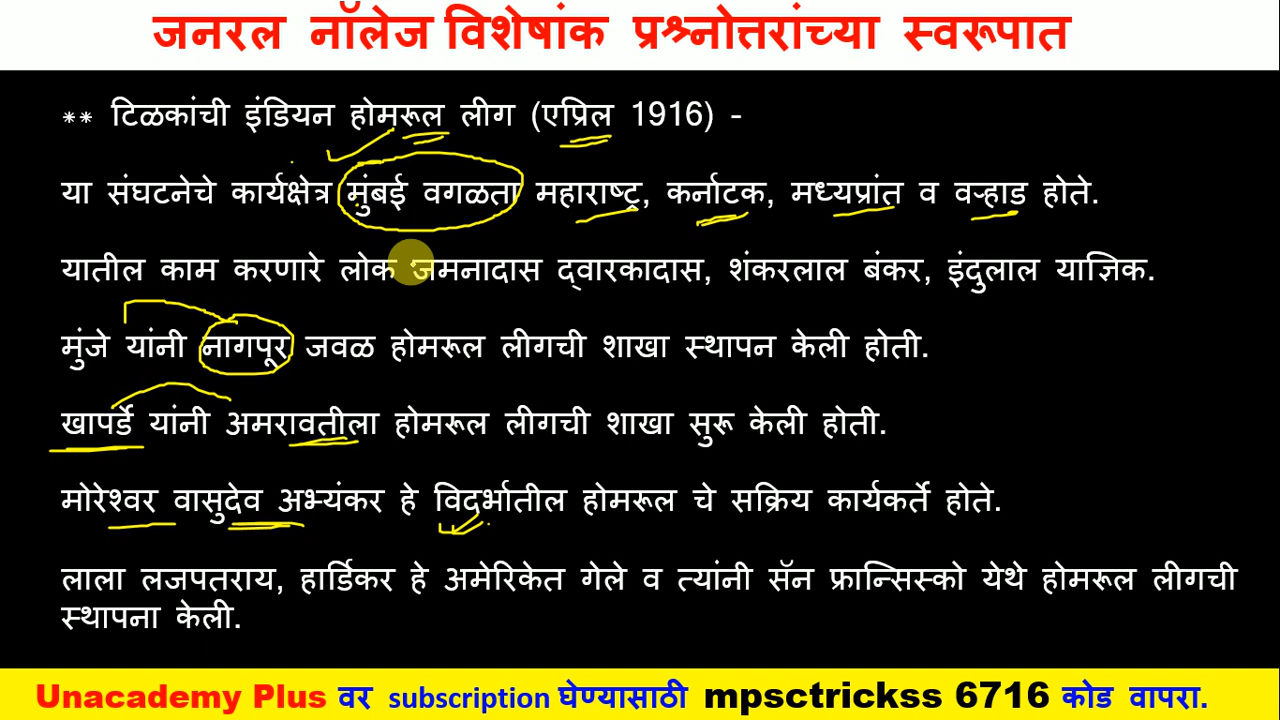 जनरल नॉलेज विशेषांक प्रश्नोत्तरांच्या स्वरूपात
** टिळकांची इंडियन होमरूल लीग (एप्रिल 1916) -
या संघटनेचे कार्यक्षेत्र मुंबई वगळता महाराष्ट्र, कर्नाटक, मध्यप्रांत व वऱ्हाड होते.
यातील काम करणारे लोक जमनादास द्वारकादास, शंकरलाल बंकर, इंदुलाल याज्ञिक.
मुंजे यांनी नागपूर जवळ होमरूल लीगची शाखा स्थापन केली होती.
खापर्डे यांनी अमरावतीला होमरूल लीगची शाखा सुरू केली होती.
मोरेश्वर वासुदेव अभ्यंकर हे विदर्भातील होमरूल चे सक्रिय कार्यकर्ते होते.
लाला लजपतराय, हार्डिकर हे अमेरिकेत गेले व त्यांनी सॅन फ्रान्सिस्को येथे होमरूल लीगची
स्थापना केली.
Unacademy Plus वर subscription घेण्यासाठी mpsctrickss 6716 कोड वापरा.